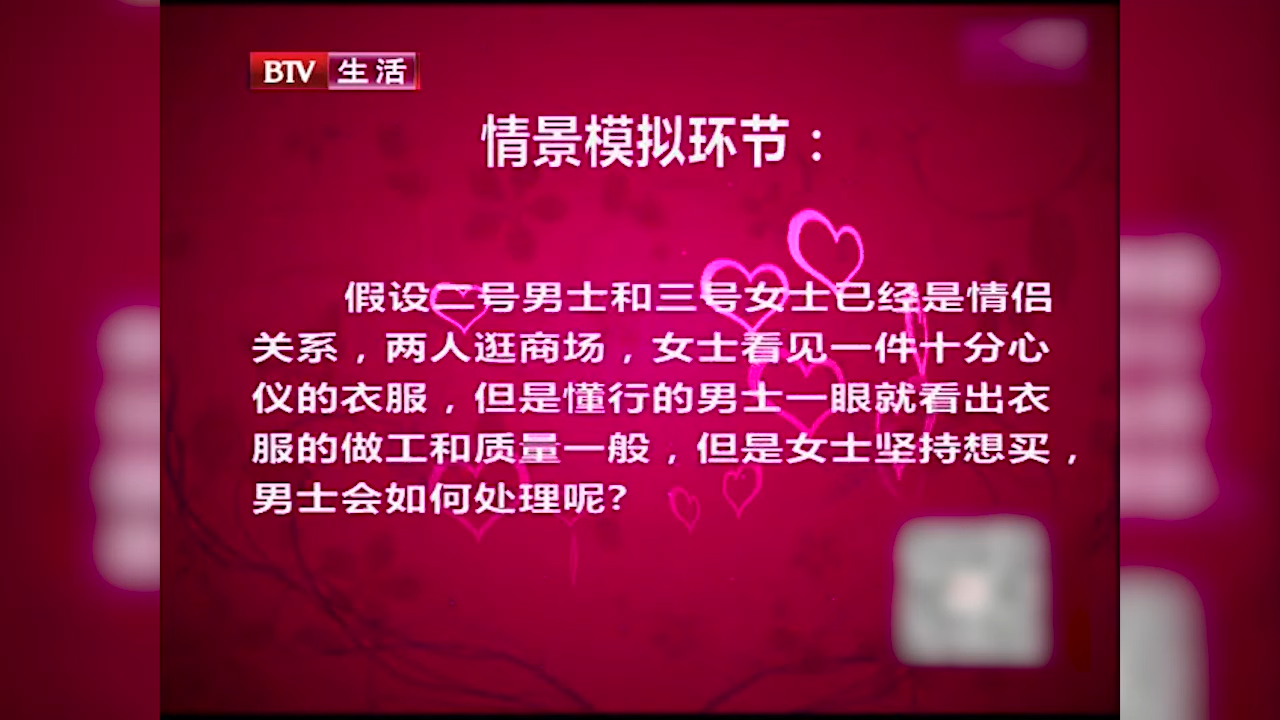 BTV 生活
情景模拟环节：
假设二号男士和三号女士已经是情侣
关系，两人逛商场，女士看见一件十分心
仪的衣服，但是懂行的男士一眼就看出衣
服的做工和质量一般，但是女士坚持想买，
男士会如何处理呢?